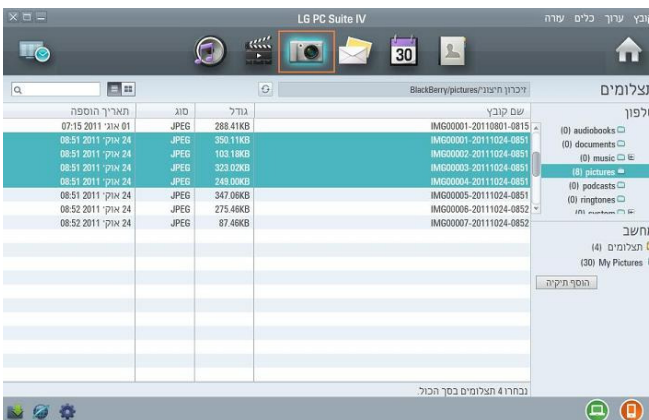 LG PC Suite IV
קובץ ערוך כלים עזרה
30
תצלומים
זיכרון חיצוני/BlackBerry/pictures
שם קובץ גודל סוג תאריך הוספה
IMG00001-20110801-0815 288.41KB JPEG 01 אוג׳ 2011 07:15
IMG00001-20111024-0851 350.11KB JPEG 24 אוק׳ 2011 08:51
IMG00002-20111024-0851 103.18KB JPEG 24 אוק׳ 2011 08:51
IMG00003-20111024-0851 323.02KB JPEG 24 אוק׳ 2011 08:51
IMG00004-20111024-0851 249.00KB JPEG 24 אוק׳ 2011 08:51
IMG00005-20111024-0851 347.06KB JPEG 24 אוק׳ 2011 08:51
IMG00006-20111024-0852 275.46KB JPEG 24 אוק׳ 2011 08:52
IMG00007-20111024-0852 87.46KB JPEG 24 אוק׳ 2011 08:52
טלפון
audiobooks (0)
documents (0)
music (0)
pictures (8)
podcasts (0)
ringtones (0)
מחשב
תצלומים (4)
My Pictures (30)
הוסף תיקיה
נבחרו 4 תצלומים בסך הכול.